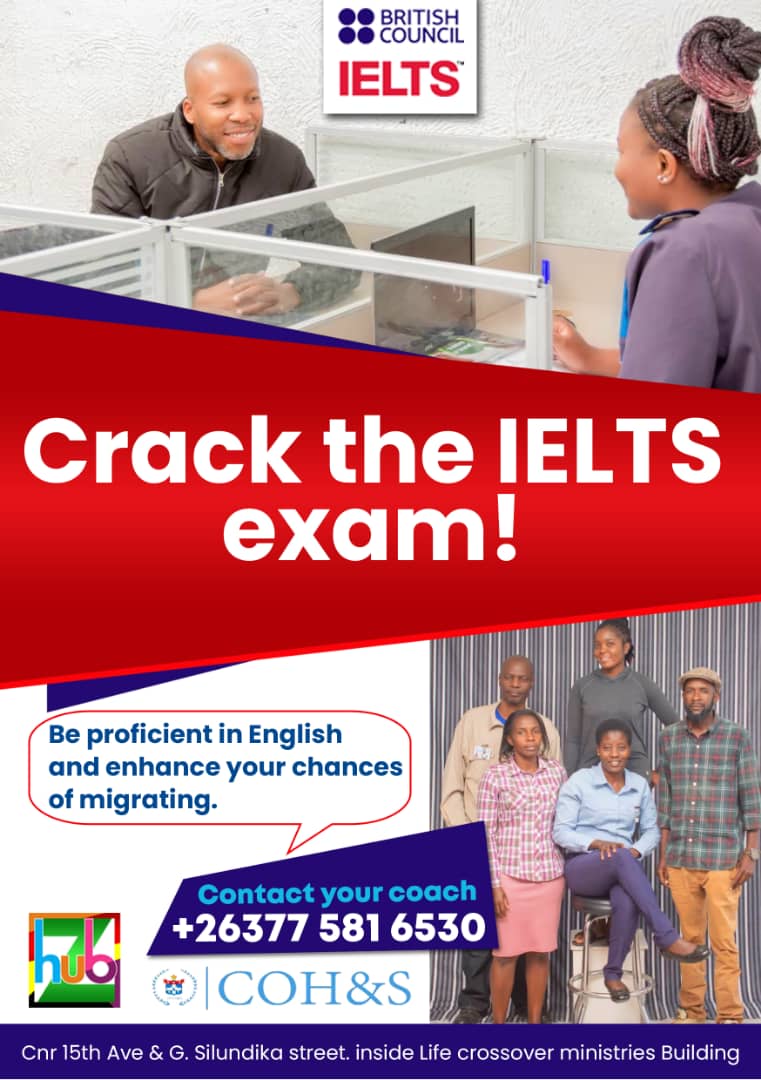 BRITISH
COUNCIL
IELTS™
Crack the IELTS
exam!
Be proficient in English
and enhance your chances
of migrating.
Contact your coach
+26377 581 6530
hub
COH&S
Cnr 15th Ave & G. Silundika street. inside Life crossover ministries Building